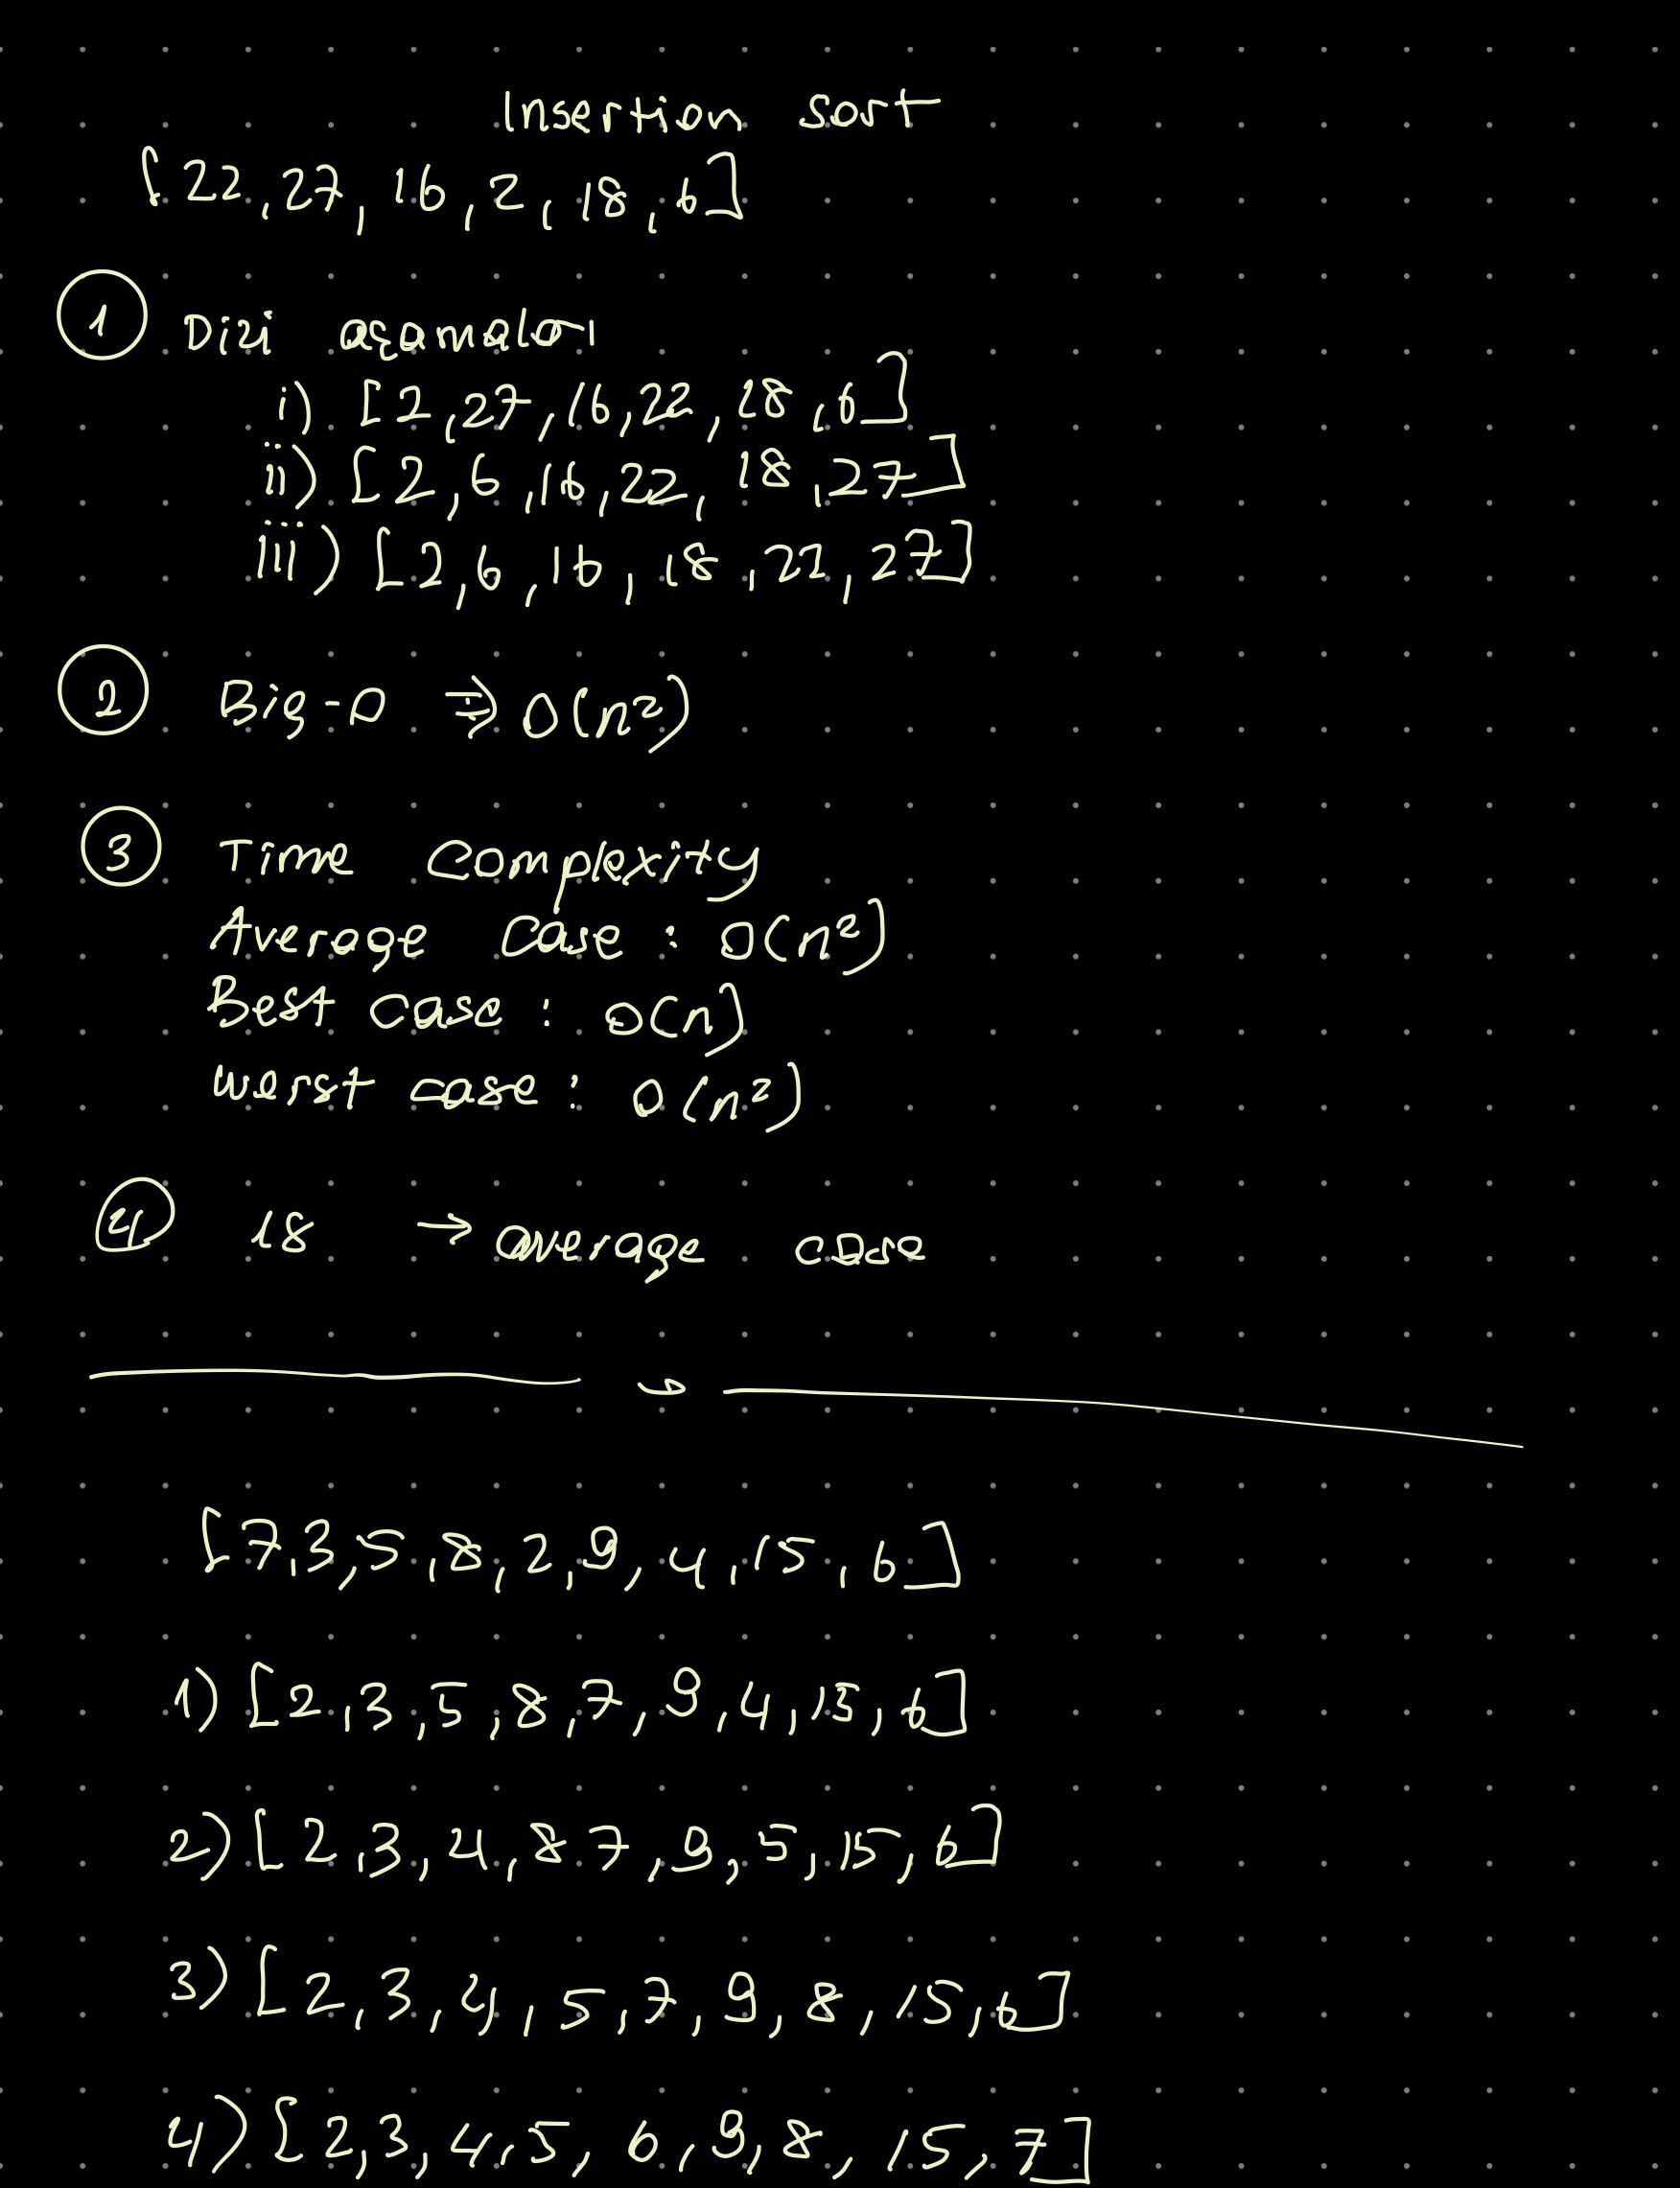 Insertion sort
[22, 27, 16, 2, 18, 6]
1 Dizi aşamaları
i) [2, 27, 16, 22, 18, 6]
ii) [2, 6, 16, 22, 18, 27]
iii) [2, 6, 16, 18, 22, 27]
2 Big-O ⇒ O(n²)
3 Time Complexity
Average Case : O(n²)
Best Case : O(n)
worst case : O(n²)
4 18 → average case
[7, 3, 5, 8, 2, 9, 4, 15, 6]
1) [2, 3, 5, 8, 7, 9, 4, 15, 6]
2) [2, 3, 4, 8 7, 9, 5, 15, 6]
3) [2, 3, 4, 5, 7, 9, 8, 15, 6]
4) [2, 3, 4, 5, 6, 9, 8, 15, 7]